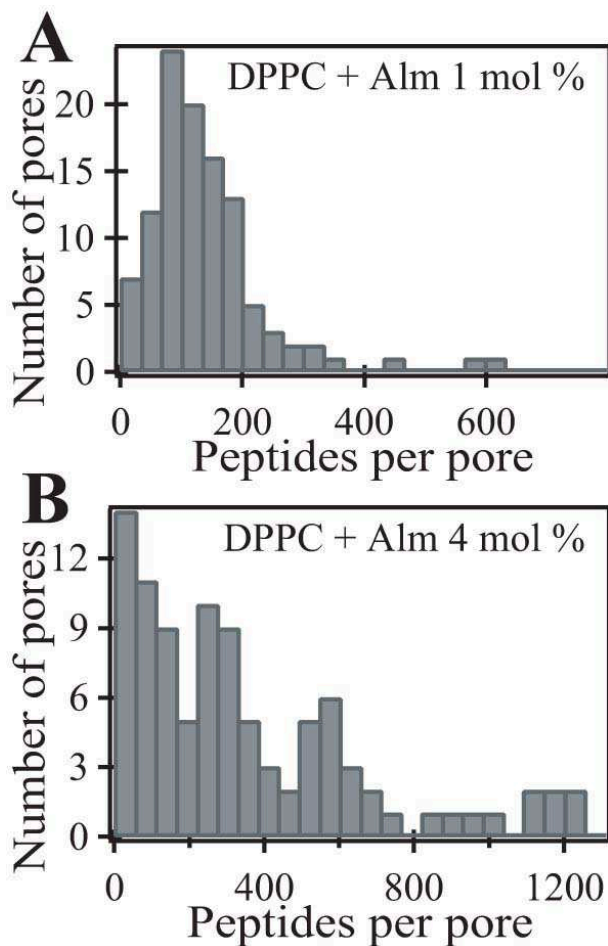 A
DPPC + Alm 1 mol %
Number of pores
20
15
10
5
0
0 200 400 600
Peptides per pore
B
DPPC + Alm 4 mol %
Number of pores
12
9
6
3
0
0 400 800 1200
Peptides per pore